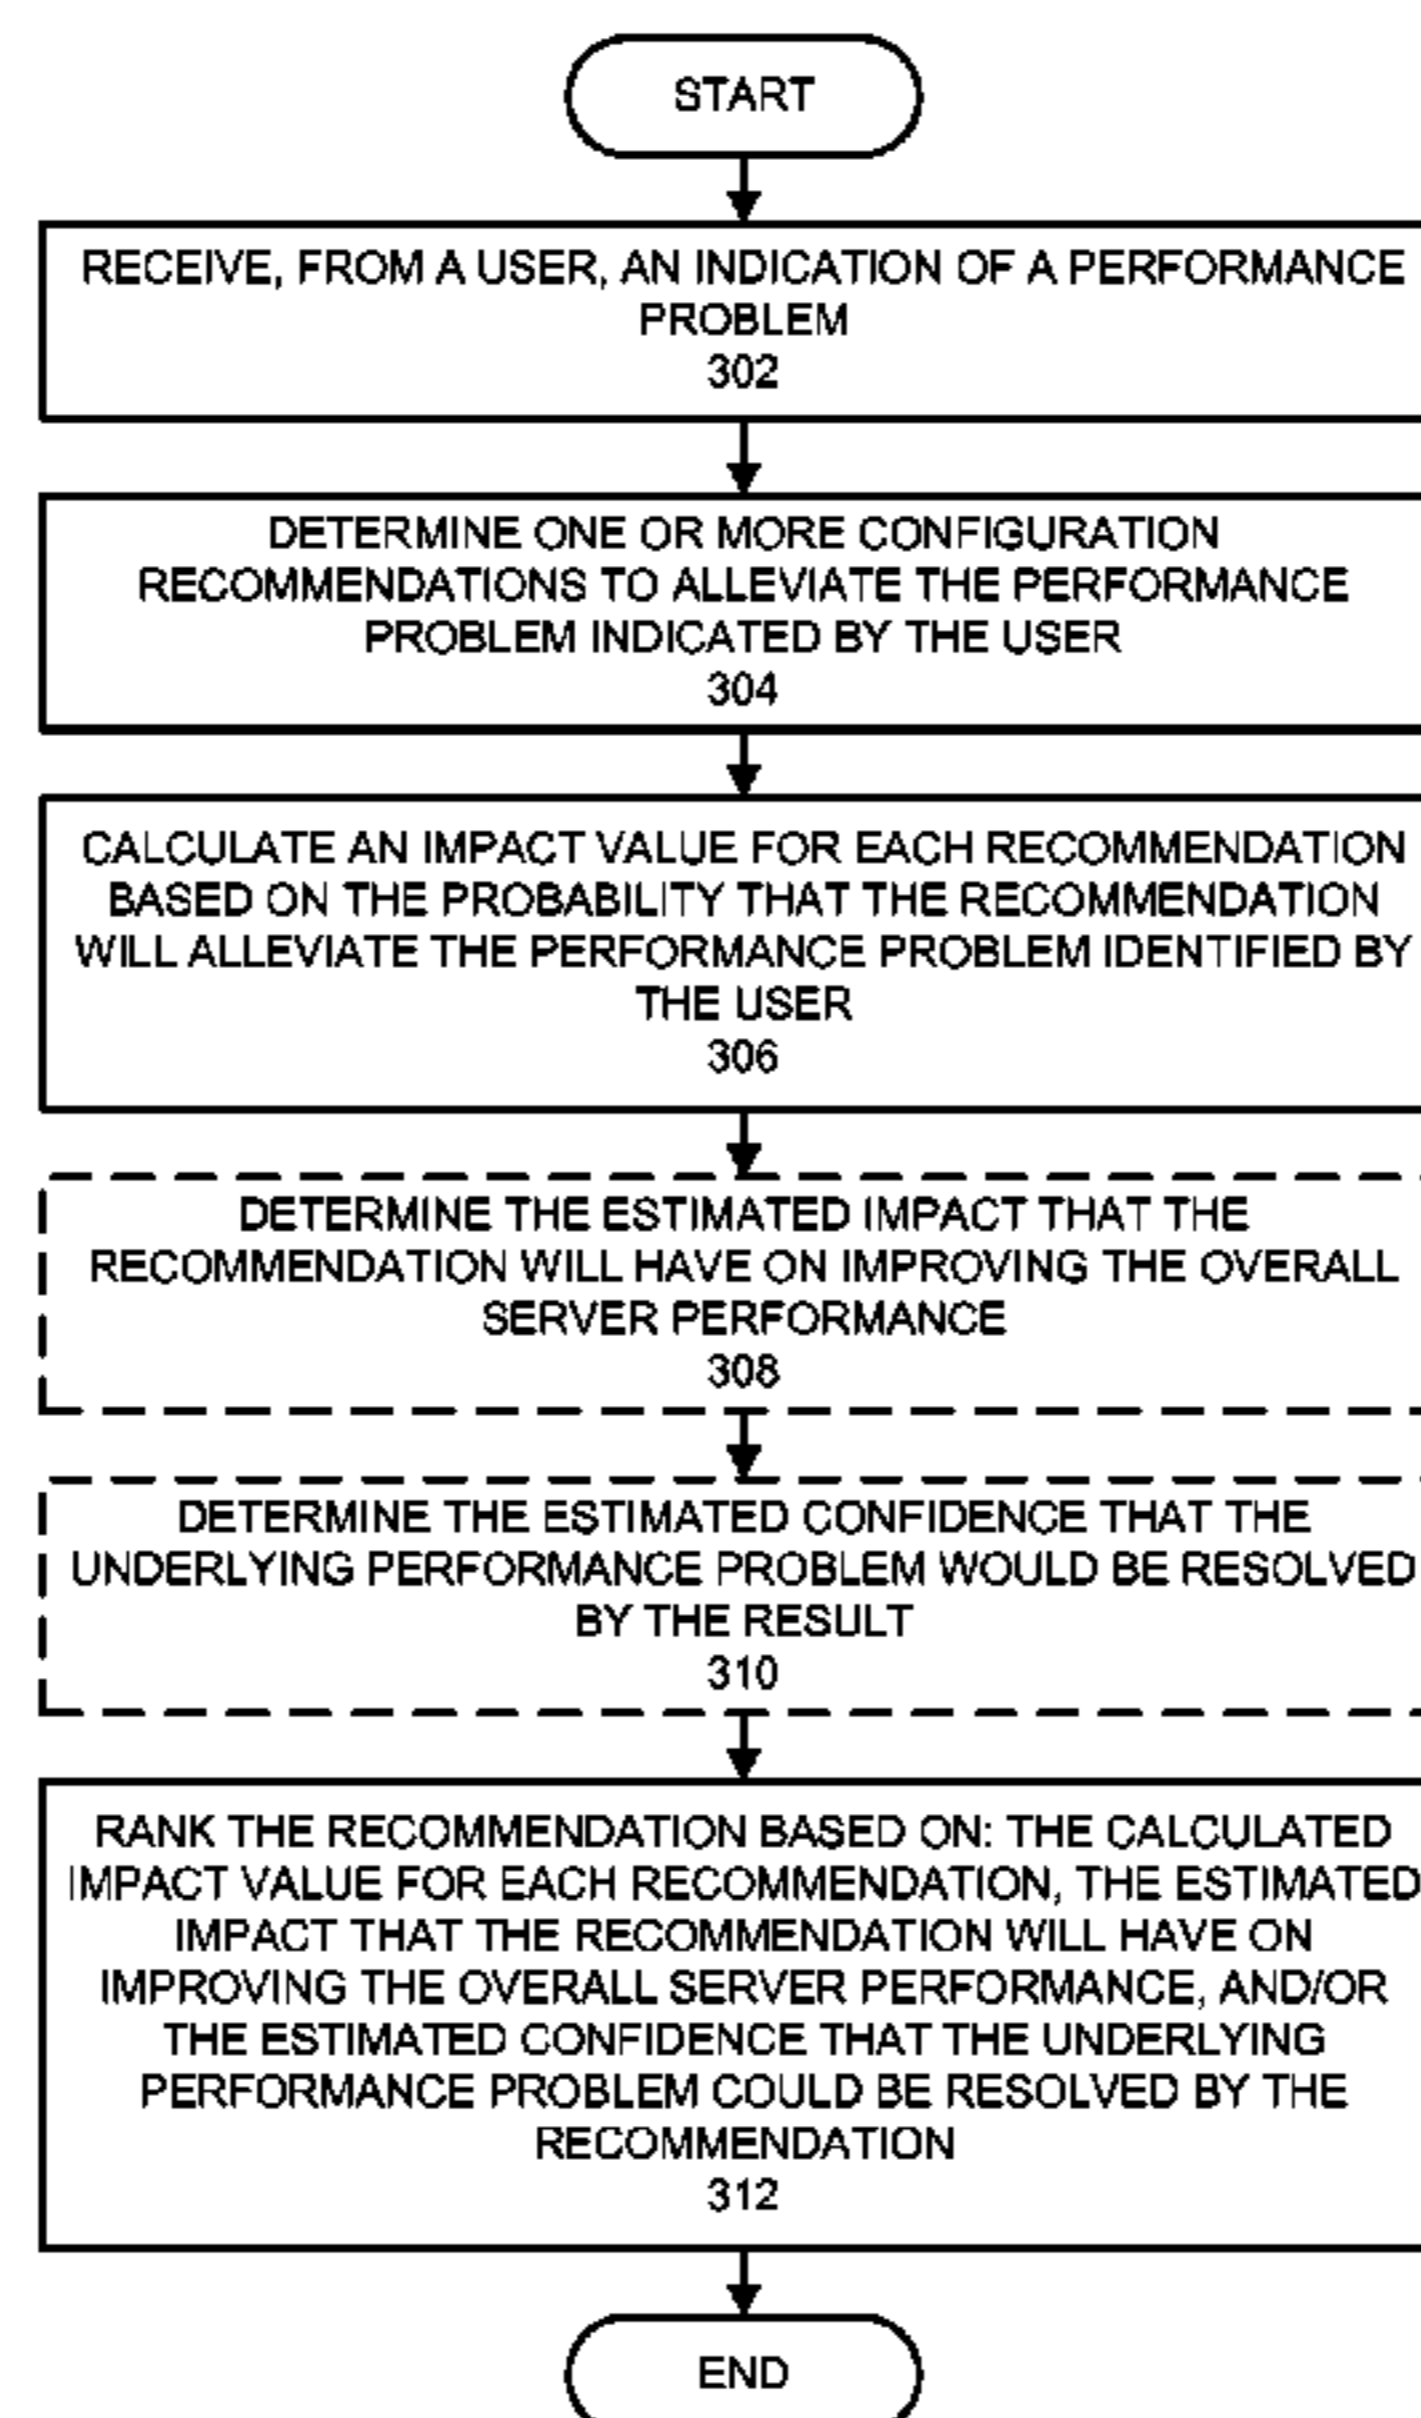 START
RECEIVE, FROM A USER, AN INDICATION OF A PERFORMANCE
PROBLEM
302
DETERMINE ONE OR MORE CONFIGURATION
RECOMMENDATIONS TO ALLEVIATE THE PERFORMANCE
PROBLEM INDICATED BY THE USER
304
CALCULATE AN IMPACT VALUE FOR EACH RECOMMENDATION
BASED ON THE PROBABILITY THAT THE RECOMMENDATION
WILL ALLEVIATE THE PERFORMANCE PROBLEM IDENTIFIED BY
THE USER
306
DETERMINE THE ESTIMATED IMPACT THAT THE
RECOMMENDATION WILL HAVE ON IMPROVING THE OVERALL
SERVER PERFORMANCE
308
DETERMINE THE ESTIMATED CONFIDENCE THAT THE
UNDERLYING PERFORMANCE PROBLEM WOULD BE RESOLVED
BY THE RESULT
310
RANK THE RECOMMENDATION BASED ON: THE CALCULATED
IMPACT VALUE FOR EACH RECOMMENDATION, THE ESTIMATED
IMPACT THAT THE RECOMMENDATION WILL HAVE ON
IMPROVING THE OVERALL SERVER PERFORMANCE, AND/OR
THE ESTIMATED CONFIDENCE THAT THE UNDERLYING
PERFORMANCE PROBLEM COULD BE RESOLVED BY THE
RECOMMENDATION
312
END